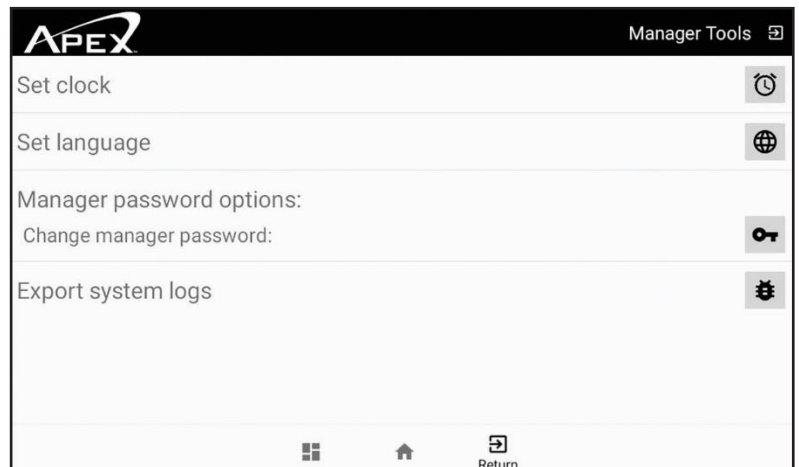 APEX
Manager Tools
Set clock
Set language
Manager password options:
Change manager password:
Export system logs
Return